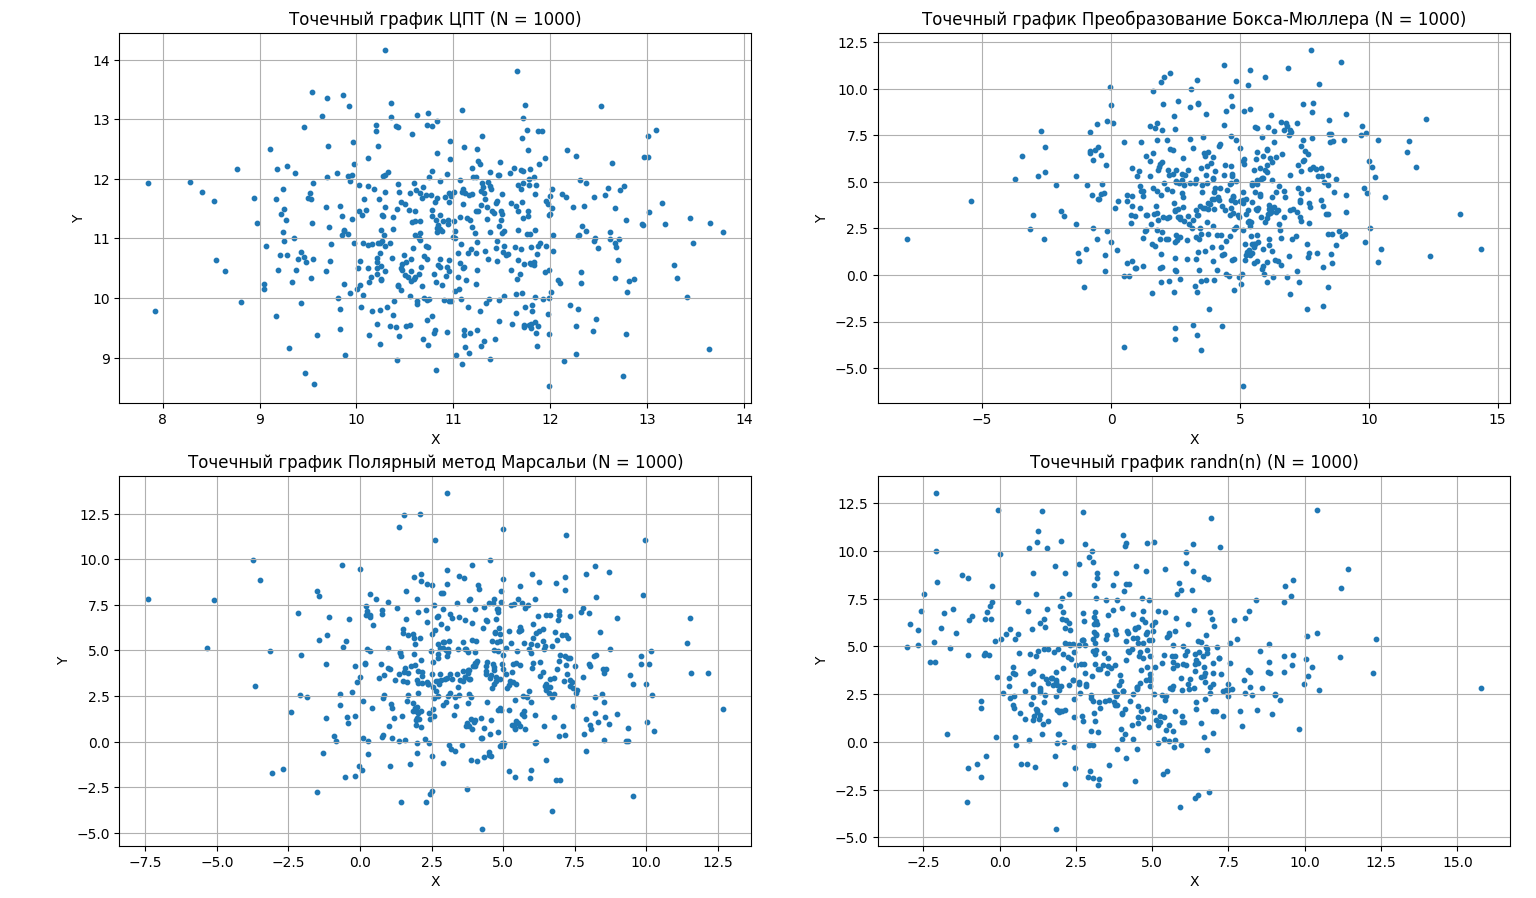 Точечный график ЦПТ (N = 1000)
14
13
12
11
10
9
Y
8 9 10 11 12 13 14
X
Точечный график Преобразование Бокса-Мюллера (N = 1000)
12.5
10.0
7.5
5.0
2.5
0.0
−2.5
−5.0
Y
−5 0 5 10 15
X
Точечный график Полярный метод Марсальи (N = 1000)
12.5
10.0
7.5
5.0
2.5
0.0
−2.5
−5.0
Y
−7.5 −5.0 −2.5 0.0 2.5 5.0 7.5 10.0 12.5
X
Точечный график randn(n) (N = 1000)
12.5
10.0
7.5
5.0
2.5
0.0
−2.5
−5.0
Y
−2.5 0.0 2.5 5.0 7.5 10.0 12.5 15.0
X